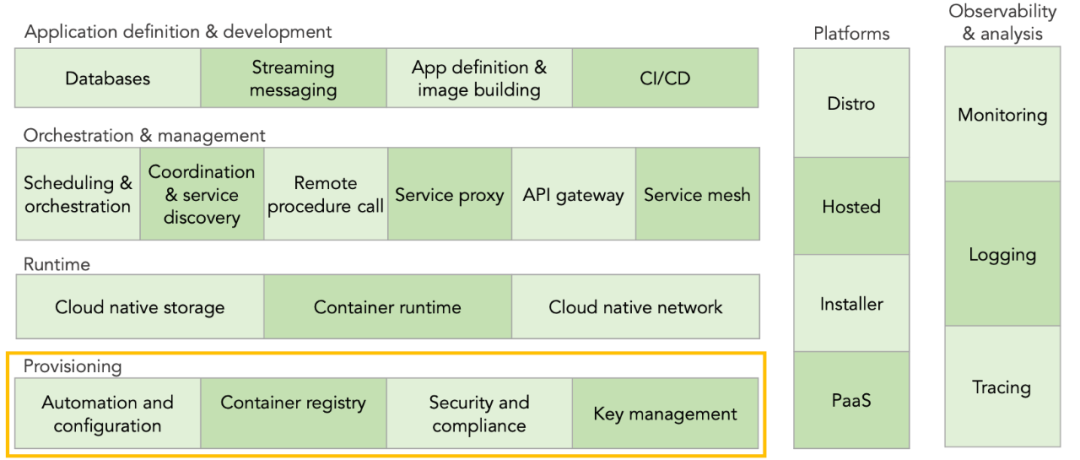 Application definition & development
Databases
Streaming
messaging
App definition &
image building
CI/CD
Orchestration & management
Scheduling &
orchestration
Coordination
& service
discovery
Remote
procedure call
Service proxy
API gateway
Service mesh
Runtime
Cloud native storage
Container runtime
Cloud native network
Provisioning
Automation and
configuration
Container registry
Security and
compliance
Key management
Platforms
Distro
Hosted
Installer
PaaS
Observability
& analysis
Monitoring
Logging
Tracing